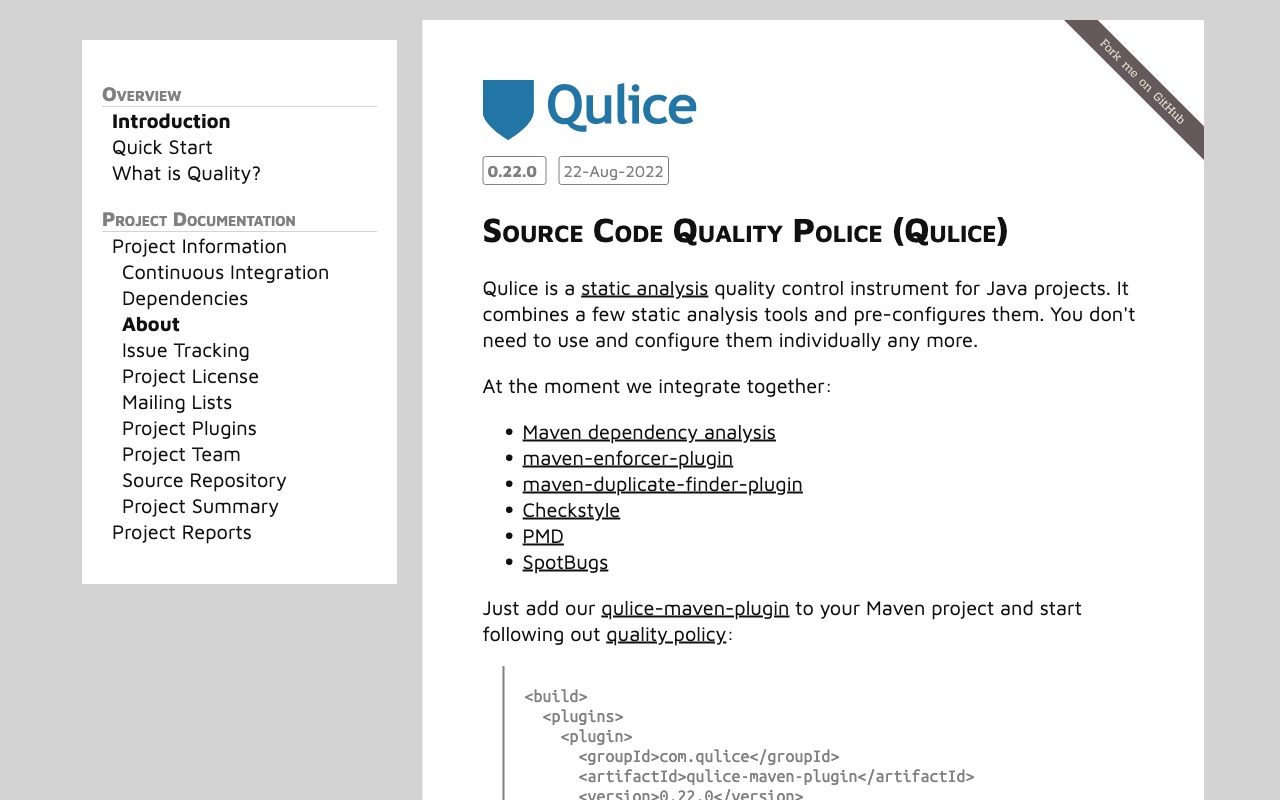 Overview
Introduction
Quick Start
What is Quality?
Project Documentation
Project Information
Continuous Integration
Dependencies
About
Issue Tracking
Project License
Mailing Lists
Project Plugins
Project Team
Source Repository
Project Summary
Project Reports
Fork me on GitHub
Qulice
0.22.0 22-Aug-2022
Source Code Quality Police (Qulice)
Qulice is a static analysis quality control instrument for Java projects. It
combines a few static analysis tools and pre-configures them. You don't
need to use and configure them individually any more.
At the moment we integrate together:
• Maven dependency analysis
• maven-enforcer-plugin
• maven-duplicate-finder-plugin
• Checkstyle
• PMD
• SpotBugs
Just add our qulice-maven-plugin to your Maven project and start
following out quality policy:
<build>
<plugins>
<plugin>
<groupId>com.qulice</groupId>
<artifactId>qulice-maven-plugin</artifactId>
<version>0.22.0</version>